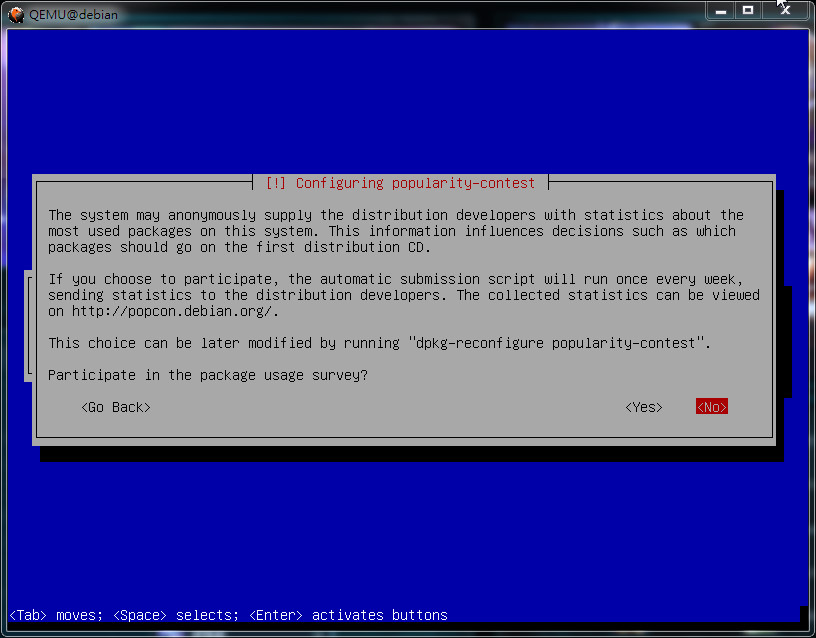 QEMU@debian
[!] Configuring popularity-contest
The system may anonymously supply the distribution developers with statistics about the
most used packages on this system. This information influences decisions such as which
packages should go on the first distribution CD.
If you choose to participate, the automatic submission script will run once every week,
sending statistics to the distribution developers. The collected statistics can be viewed
on http://popcon.debian.org/.
This choice can be later modified by running "dpkg-reconfigure popularity-contest".
Participate in the package usage survey?
<Go Back> <Yes> <No>
<Tab> moves; <Space> selects; <Enter> activates buttons